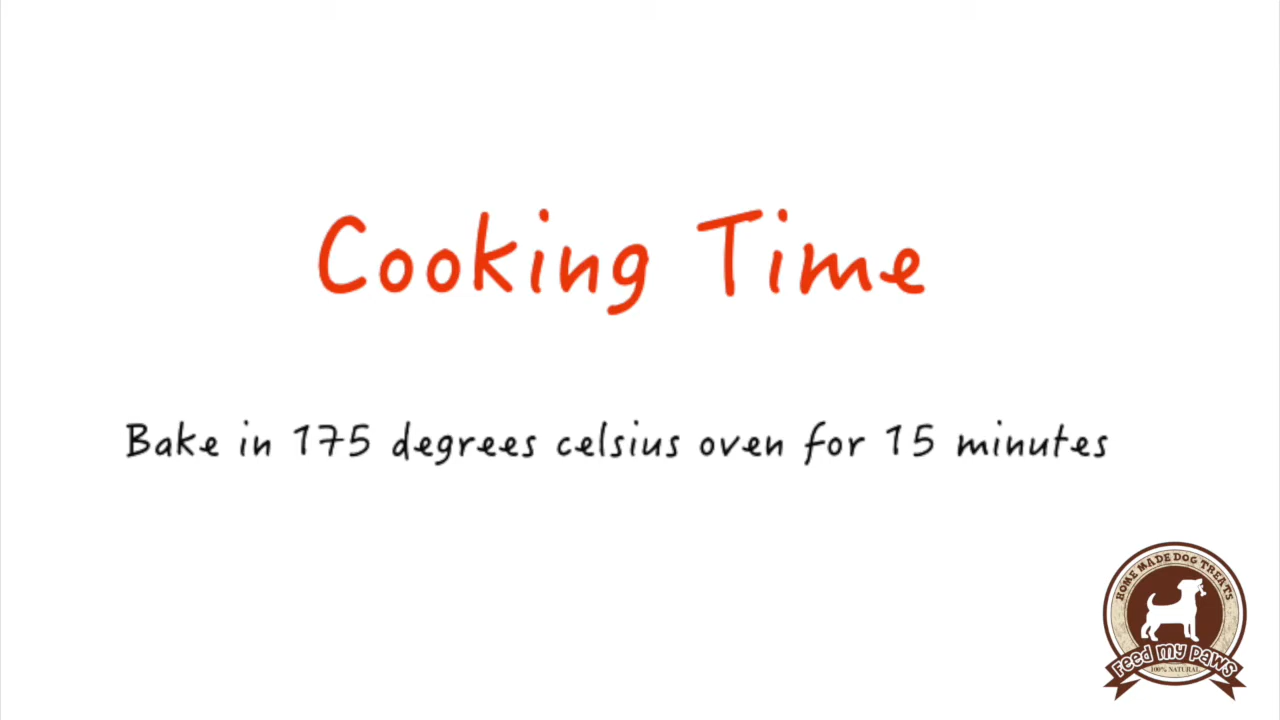 Cooking Time
Bake in 175 degrees celsius oven for 15 minutes
HOME MADE DOG TREATS
Feed my Paws
100% NATURAL